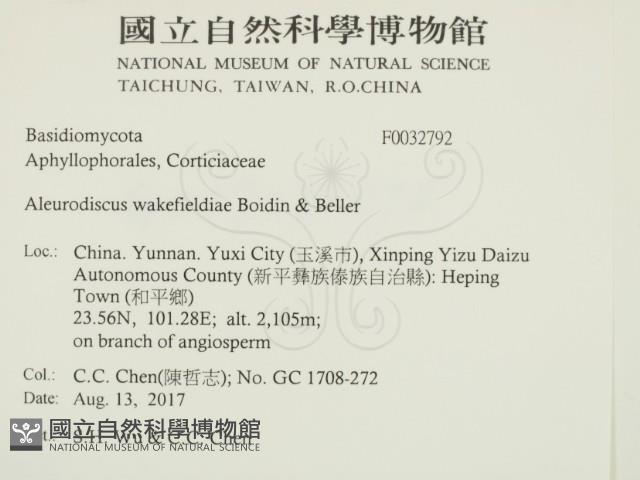 國立自然科學博物館
NATIONAL MUSEUM OF NATURAL SCIENCE
TAICHUNG, TAIWAN, R.O.CHINA
Basidiomycota F0032792
Aphyllophorales, Corticiaceae
Aleurodiscus wakefieldiae Boidin & Beller
Loc.: China. Yunnan. Yuxi City (玉溪市), Xinping Yizu Daizu
Autonomous County (新平彝族傣族自治縣): Heping
Town (和平鄉)
23.56N, 101.28E; alt. 2,105m;
on branch of angiosperm
Col.: C.C. Chen(陳哲志); No. GC 1708-272
Date: Aug. 13, 2017
S.H. Wu & C.C. Chen
國立自然科學博物館
NATIONAL MUSEUM OF NATURAL SCIENCE